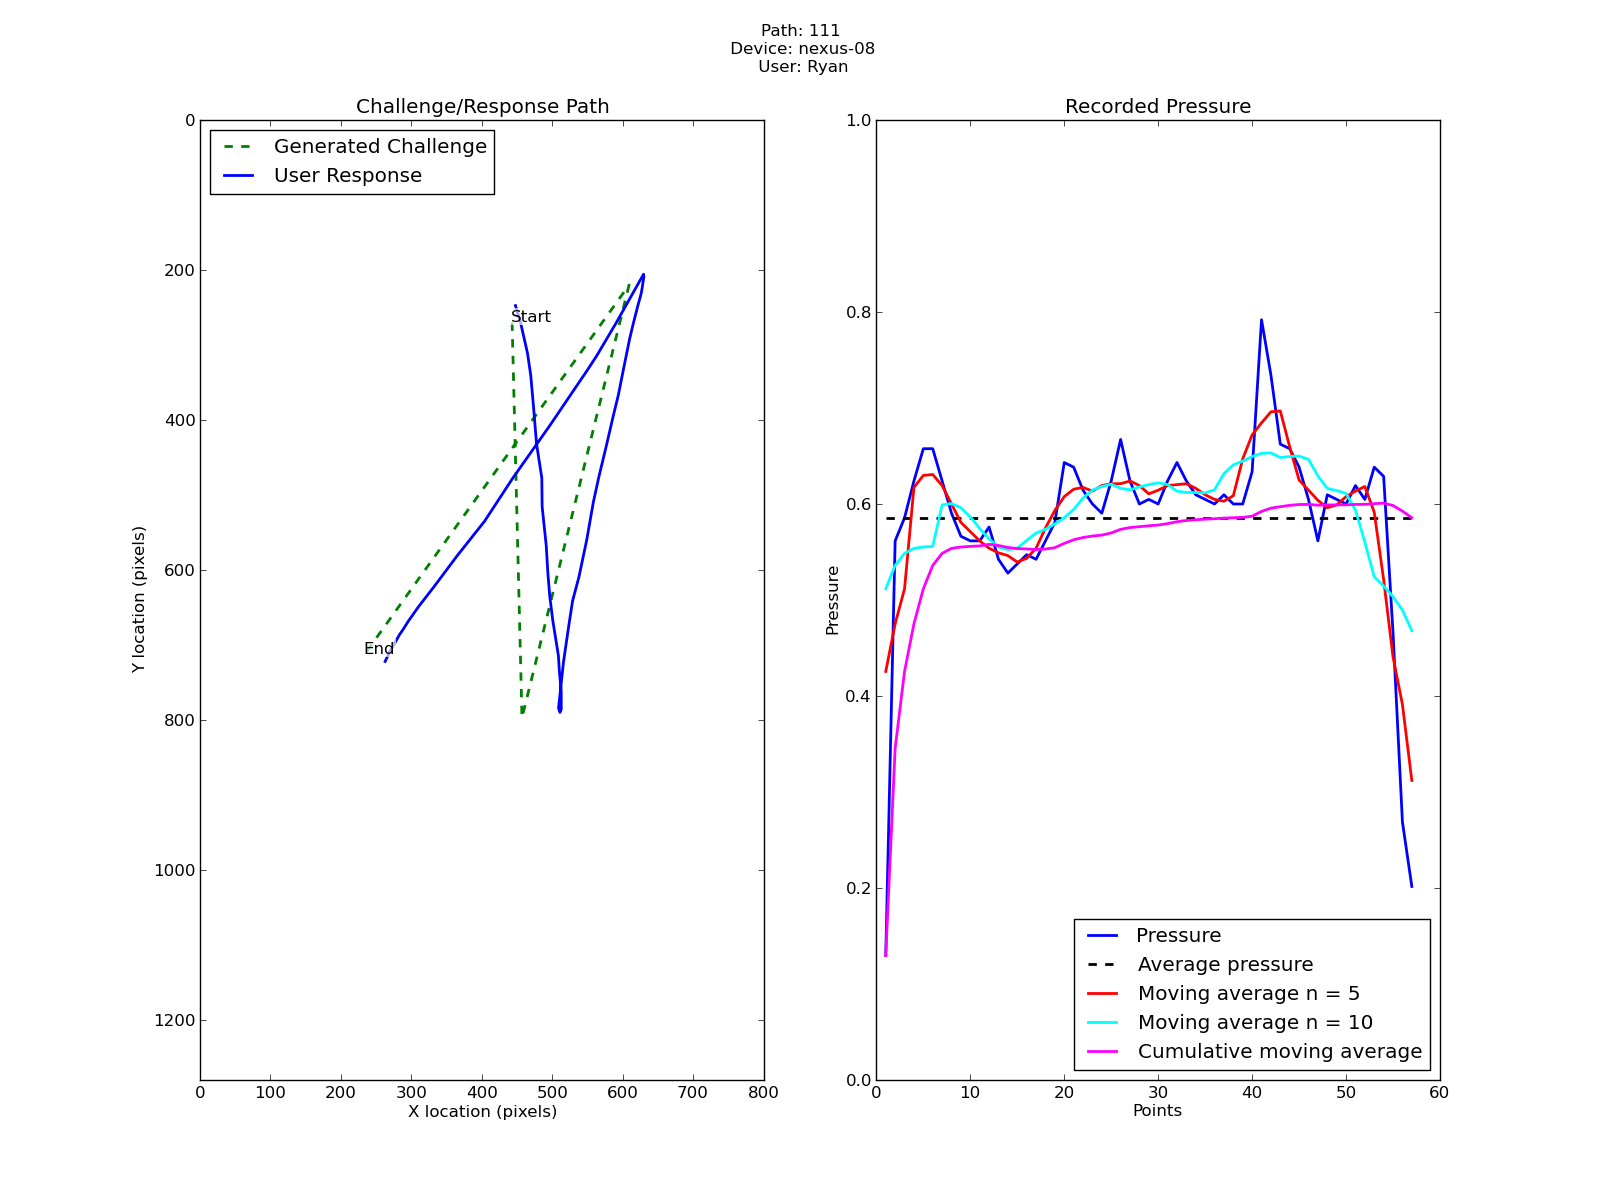 Path: 111
Device: nexus-08
User: Ryan
Challenge/Response Path
Generated Challenge
User Response
Start
End
0
200
400
600
800
1000
1200
Y location (pixels)
0 100 200 300 400 500 600 700 800
X location (pixels)
Recorded Pressure
1.0
0.8
0.6
0.4
0.2
0.0
Pressure
Pressure
Average pressure
Moving average n = 5
Moving average n = 10
Cumulative moving average
0 10 20 30 40 50 60
Points